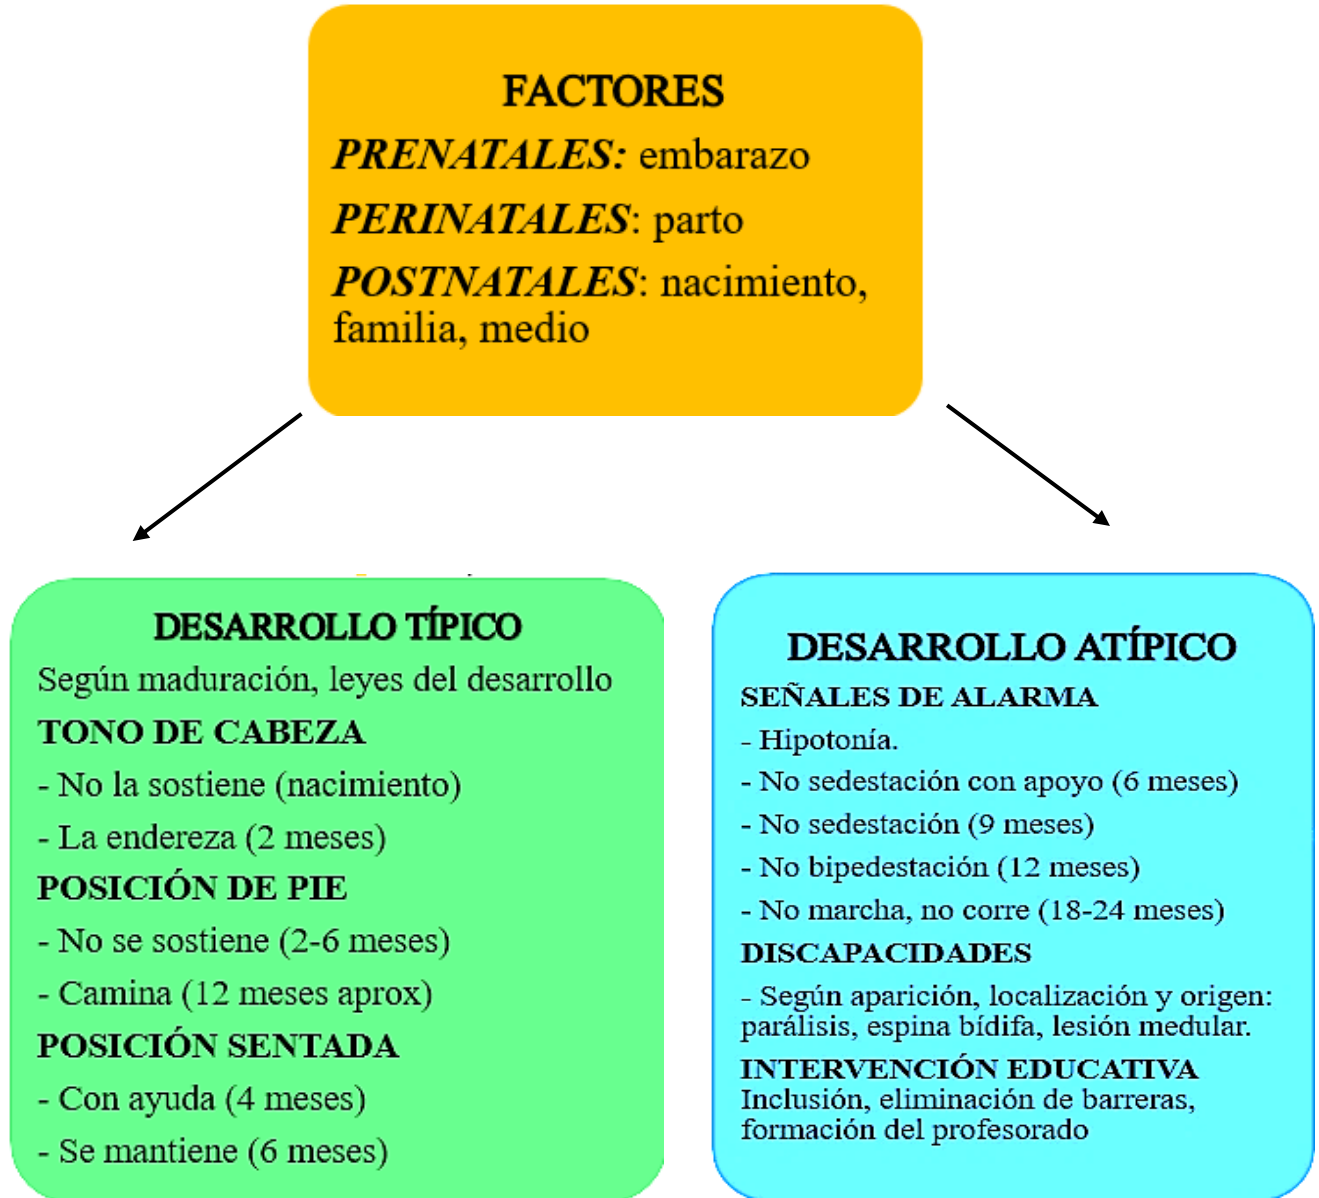 FACTORES
PRENATALES: embarazo
PERINATALES: parto
POSTNATALES: nacimiento,
familia, medio
DESARROLLO TÍPICO
Según maduración, leyes del desarrollo
TONO DE CABEZA
- No la sostiene (nacimiento)
- La endereza (2 meses)
POSICIÓN DE PIE
- No se sostiene (2-6 meses)
- Camina (12 meses aprox)
POSICIÓN SENTADA
- Con ayuda (4 meses)
- Se mantiene (6 meses)
DESARROLLO ATÍPICO
SEÑALES DE ALARMA
- Hipotonía.
- No sedestación con apoyo (6 meses)
- No sedestación (9 meses)
- No bipedestación (12 meses)
- No marcha, no corre (18-24 meses)
DISCAPACIDADES
- Según aparición, localización y origen:
parálisis, espina bídifa, lesión medular.
INTERVENCIÓN EDUCATIVA
Inclusión, eliminación de barreras,
formación del profesorado